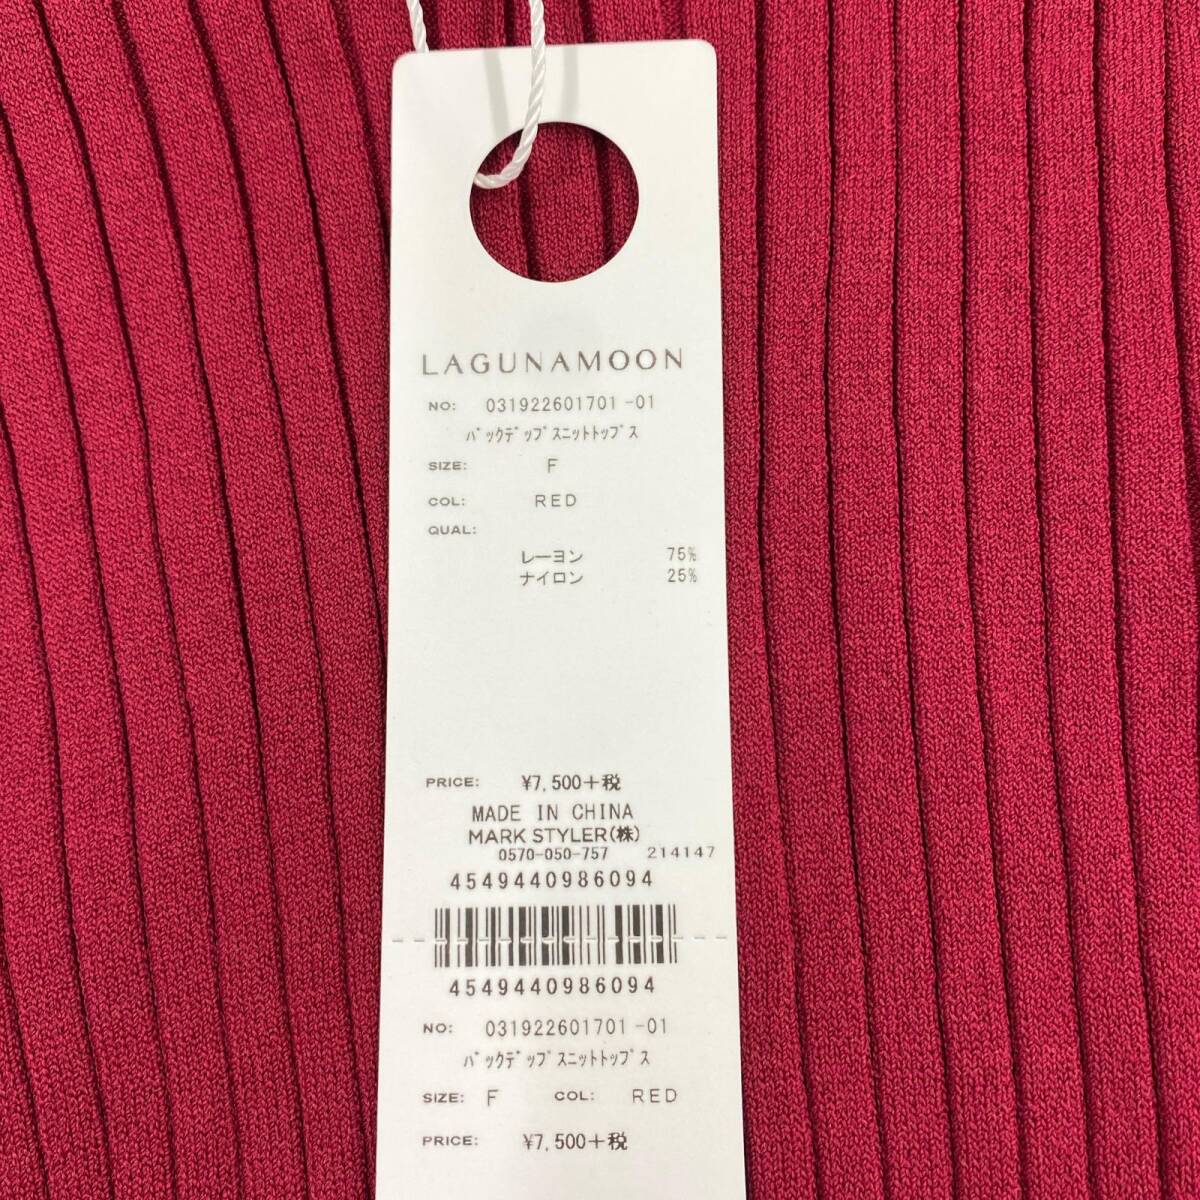 LAGUNAMOON
NO: 031922601701-01
ﾊﾞｯｸﾃﾞｯﾌﾟｽﾆｯﾄﾄｯﾌﾟｽ
SIZE: F
COL: RED
QUAL:
レーヨン 75%
ナイロン 25%
PRICE: ¥7,500+税
MADE IN CHINA
MARK STYLER(株)
0570-050-757 214147
4549440986094
4549440986094
NO: 031922601701-01
ﾊﾞｯｸﾃﾞｯﾌﾟｽﾆｯﾄﾄｯﾌﾟｽ
SIZE: F COL: RED
PRICE: ¥7,500+税